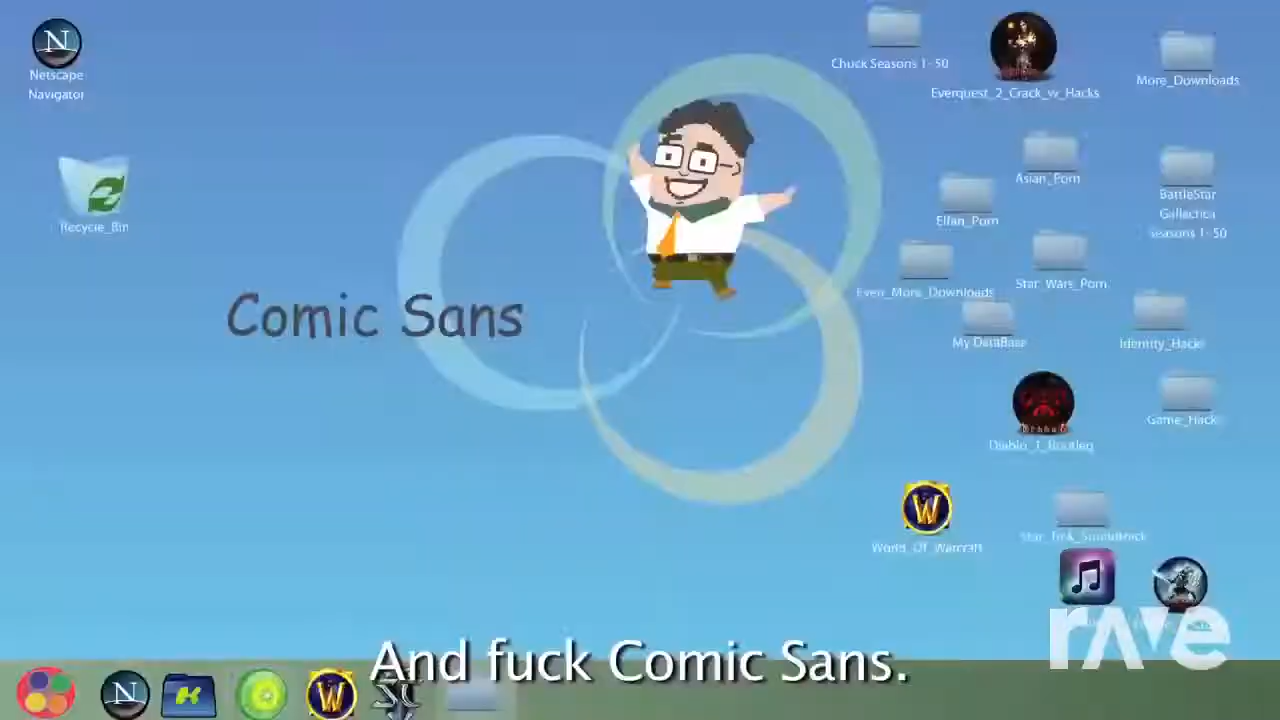 Netscape
Navigator
Recycle_Bin
Chuck Seasons 1-50
Everquest_2_Crack_w_Hacks
More_Downloads
Asian_Porn
BattleStar
Gallactica
Seasons 1-50
Elfan_Porn
Even_More_Downloads
Star_Wars_Porn
My DataBase
Identity_Hacks
Comic Sans
Game_Hacks
Diablo_1_Bootleg
World_Of_Warcraft
And fuck Comic Sans.
rave